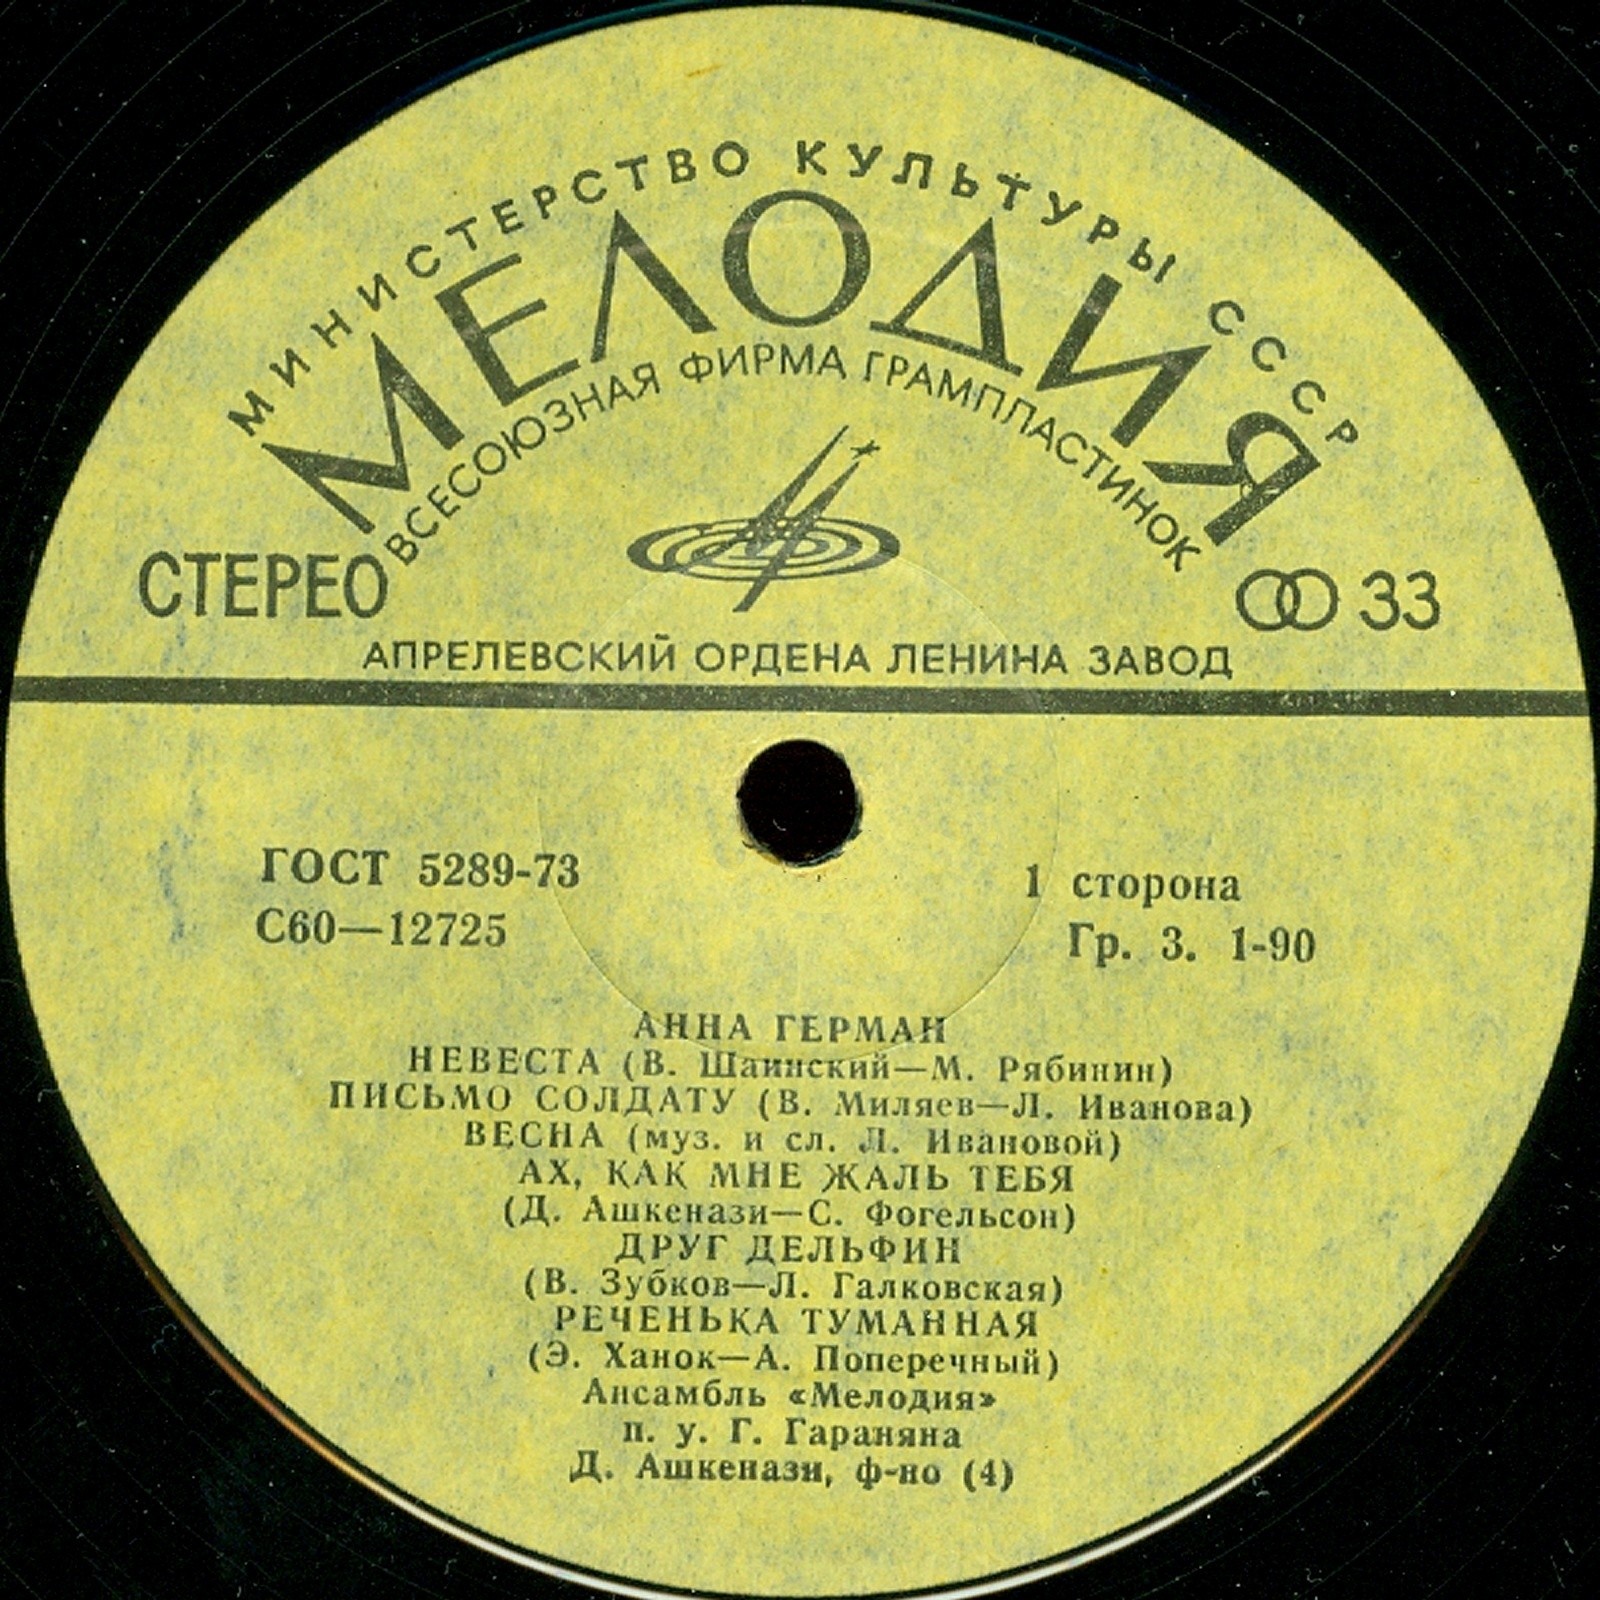 МИНИСТЕРСТВО КУЛЬТУРЫ СССР
МЕЛОДИЯ
ВСЕСОЮЗНАЯ ФИРМА ГРАМПЛАСТИНОК
СТЕРЕО
33
АПРЕЛЕВСКИЙ ОРДЕНА ЛЕНИНА ЗАВОД
ГОСТ 5289-73
1 сторона
С60—12725
Гр. 3. 1-90
АННА ГЕРМАН
НЕВЕСТА (В. Шаинский—М. Рябинин)
ПИСЬМО СОЛДАТУ (В. Миляев—Л. Иванова)
ВЕСНА (муз. и сл. Л. Ивановой)
АХ, КАК МНЕ ЖАЛЬ ТЕБЯ
(Д. Ашкенази—С. Фогельсон)
ДРУГ ДЕЛЬФИН
(В. Зубков—Л. Галковская)
РЕЧЕНЬКА ТУМАННАЯ
(Э. Ханок—А. Поперечный)
Ансамбль «Мелодия»
п. у. Г. Гараняна
Д. Ашкенази, ф-но (4)